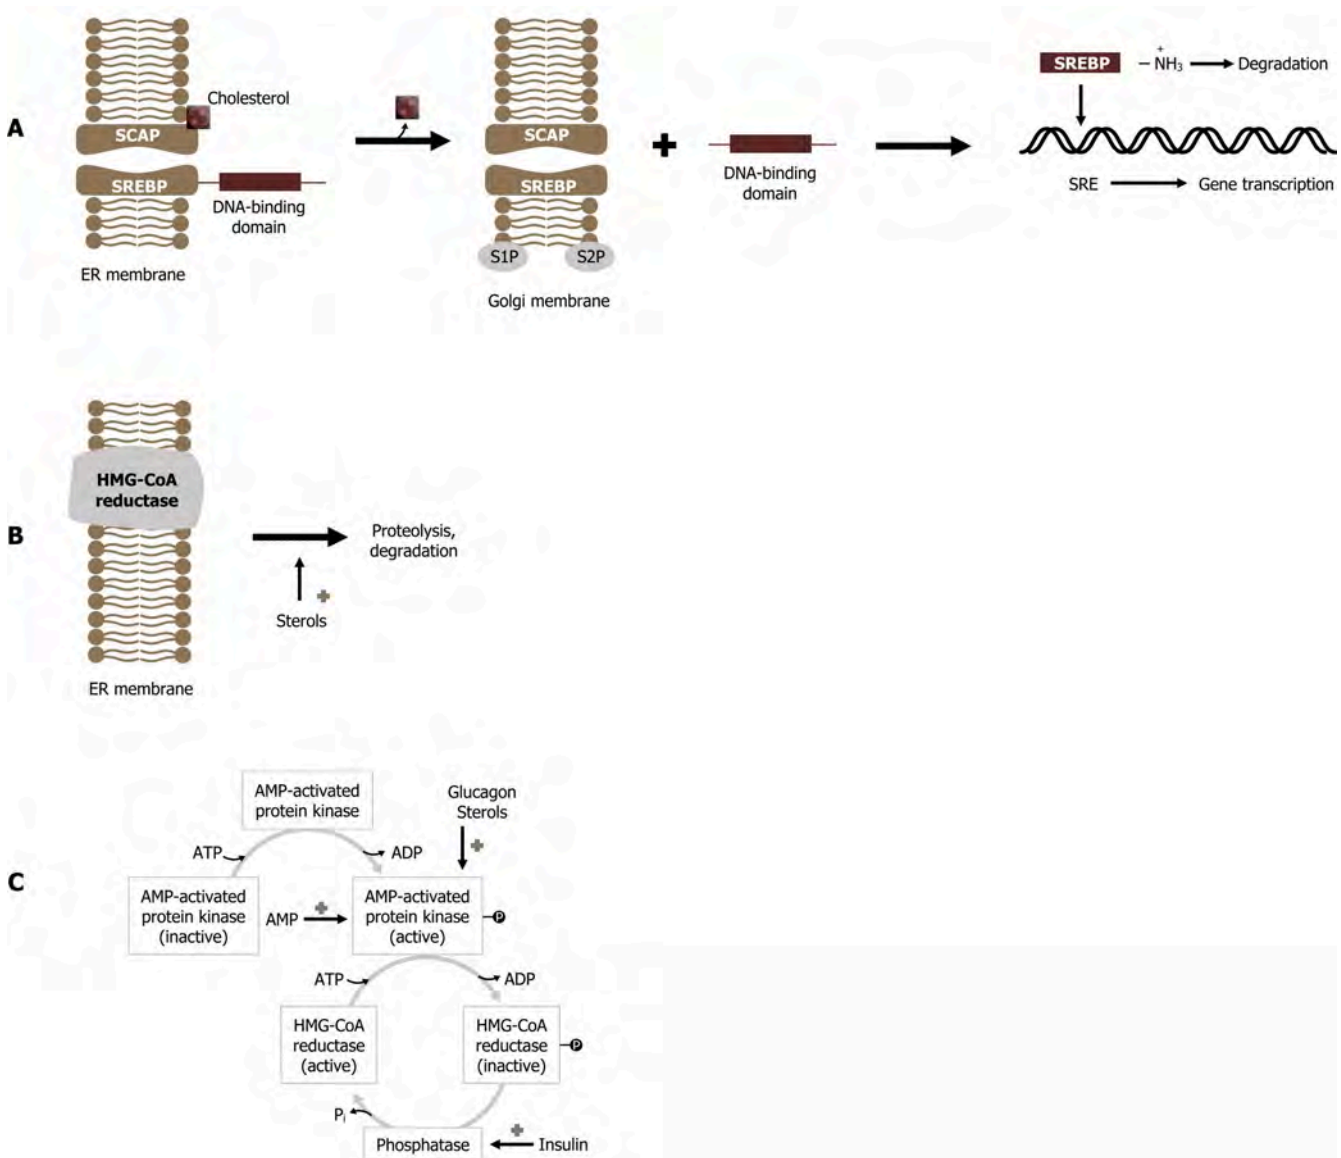 A
Cholesterol
SCAP
SREBP
DNA-binding
domain
ER membrane
SCAP
SREBP
S1P
S2P
Golgi membrane
DNA-binding
domain
SREBP
– N⁺H₃
Degradation
SRE
Gene transcription
B
HMG-CoA
reductase
Proteolysis,
degradation
Sterols
ER membrane
C
AMP-activated
protein kinase
Glucagon
Sterols
ATP
ADP
AMP-activated
protein kinase
(inactive)
AMP
AMP-activated
protein kinase
(active)
P
ATP
ADP
HMG-CoA
reductase
(active)
HMG-CoA
reductase
(inactive)
P
Pi
Phosphatase
Insulin